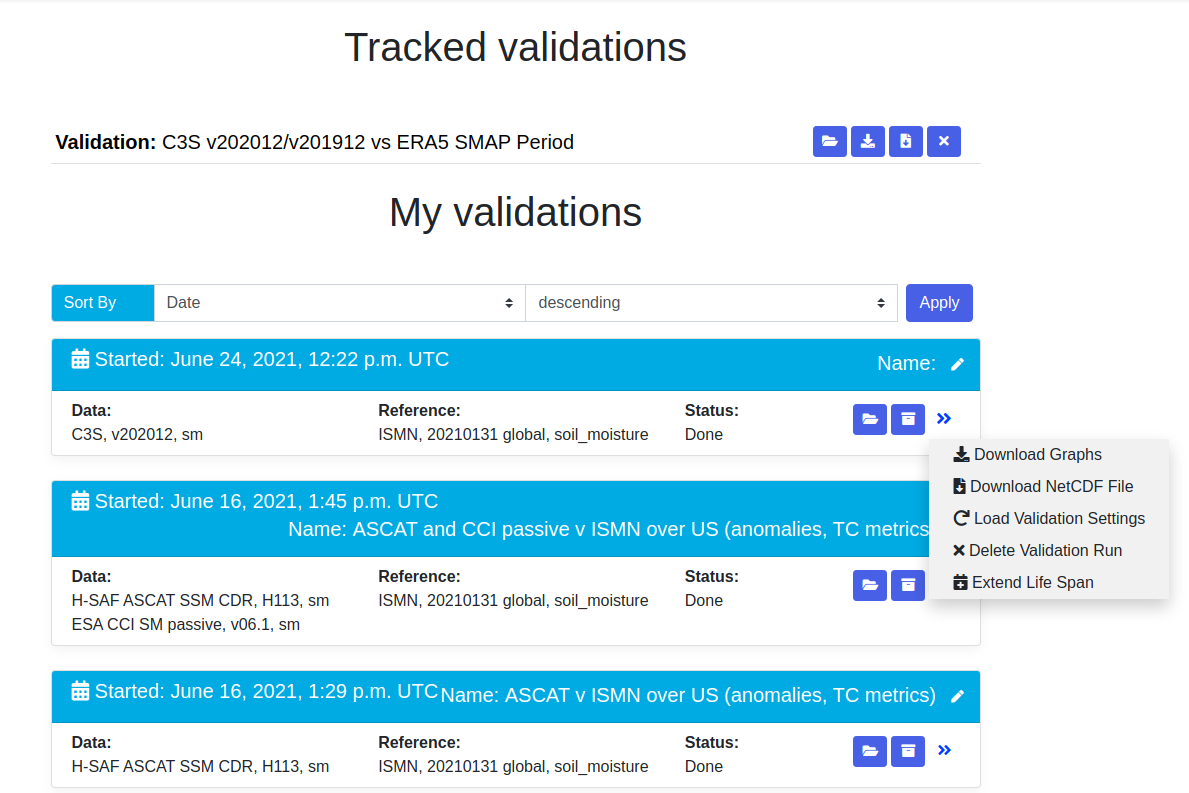 Tracked validations
Validation: C3S v202012/v201912 vs ERA5 SMAP Period
My validations
Sort By Date descending Apply
Started: June 24, 2021, 12:22 p.m. UTC Name:
Data: Reference: Status:
C3S, v202012, sm ISMN, 20210131 global, soil_moisture Done
Download Graphs
Download NetCDF File
Load Validation Settings
Delete Validation Run
Extend Life Span
Started: June 16, 2021, 1:45 p.m. UTC
Name: ASCAT and CCI passive v ISMN over US (anomalies, TC metrics
Data: Reference: Status:
H-SAF ASCAT SSM CDR, H113, sm ISMN, 20210131 global, soil_moisture Done
ESA CCI SM passive, v06.1, sm
Started: June 16, 2021, 1:29 p.m. UTC Name: ASCAT v ISMN over US (anomalies, TC metrics)
Data: Reference: Status:
H-SAF ASCAT SSM CDR, H113, sm ISMN, 20210131 global, soil_moisture Done